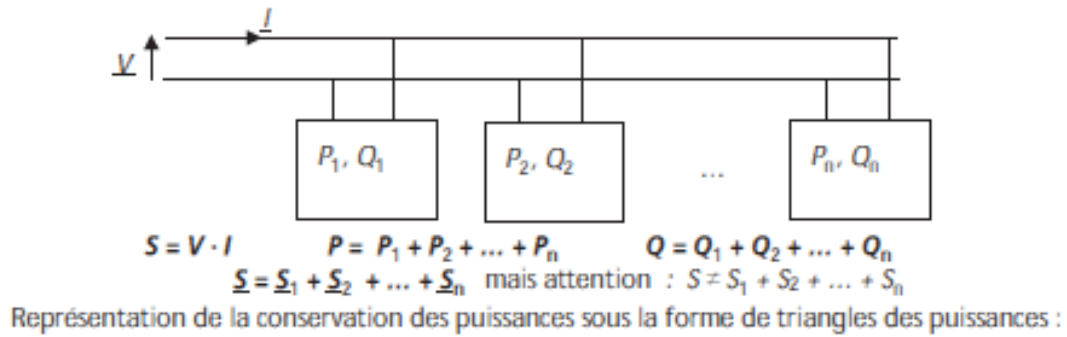 I
V
P₁, Q₁ P₂, Q₂ ... Pₙ, Qₙ
S = V · I P = P₁ + P₂ + ... + Pₙ Q = Q₁ + Q₂ + ... + Qₙ
S = S₁ + S₂ + ... + Sₙ mais attention : S ≠ S₁ + S₂ + ... + Sₙ
Représentation de la conservation des puissances sous la forme de triangles des puissances :